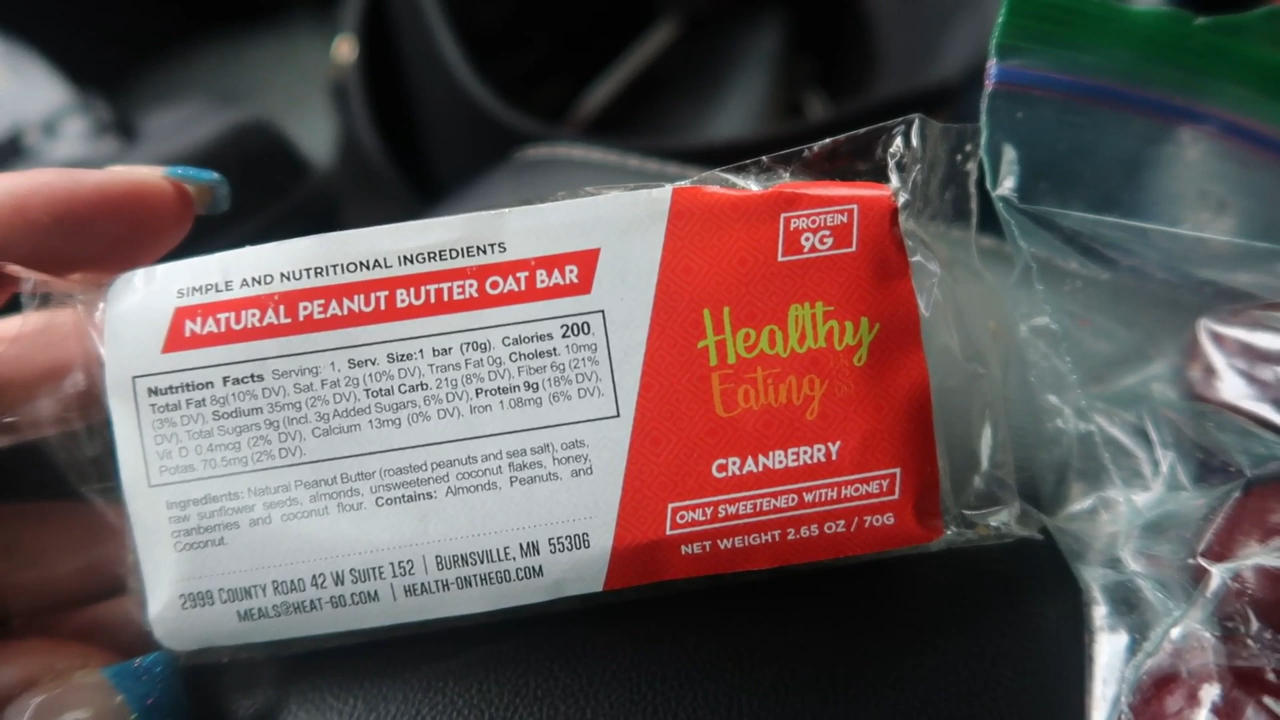 SIMPLE AND NUTRITIONAL INGREDIENTS
NATURAL PEANUT BUTTER OAT BAR
Nutrition Facts Serving: 1, Serv. Size:1 bar (70g), Calories 200,
Total Fat 8g(10% DV), Sat. Fat 2g (10% DV), Trans Fat 0g, Cholest. 10mg
(3% DV), Sodium 35mg (2% DV), Total Carb. 21g (8% DV), Fiber 6g (21%
DV), Total Sugars 9g (Incl. 3g Added Sugars, 6% DV), Protein 9g (18% DV),
Vit D 0.4mcg (2% DV), Calcium 13mg (0% DV), Iron 1.08mg (6% DV),
Potas. 70.5mg (2% DV).
Ingredients: Natural Peanut Butter (roasted peanuts and sea salt), oats,
raw sunflower seeds, almonds, unsweetened coconut flakes, honey,
cranberries and coconut flour. Contains: Almonds, Peanuts, and
Coconut.
2999 COUNTY ROAD 42 W SUITE 152 | BURNSVILLE, MN 55306
MEALS@HEAT-GO.COM | HEALTH-ONTHEGO.COM
PROTEIN
9G
Healthy
Eating
CRANBERRY
ONLY SWEETENED WITH HONEY
NET WEIGHT 2.65 OZ / 70G